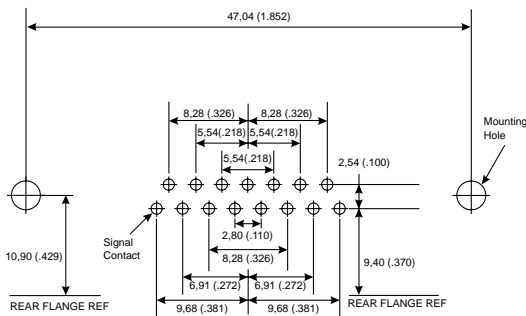 47,04 (1.852)
8,28 (.326)
8,28 (.326)
5,54(.218)
5,54(.218)
5,54(.218)
2,54 (.100)
Mounting
Hole
Signal
Contact
2,80 (.110)
8,28 (.326)
10,90 (.429)
9,40 (.370)
6,91 (.272)
6,91 (.272)
REAR FLANGE REF
REAR FLANGE REF
9,68 (.381)
9,68 (.381)